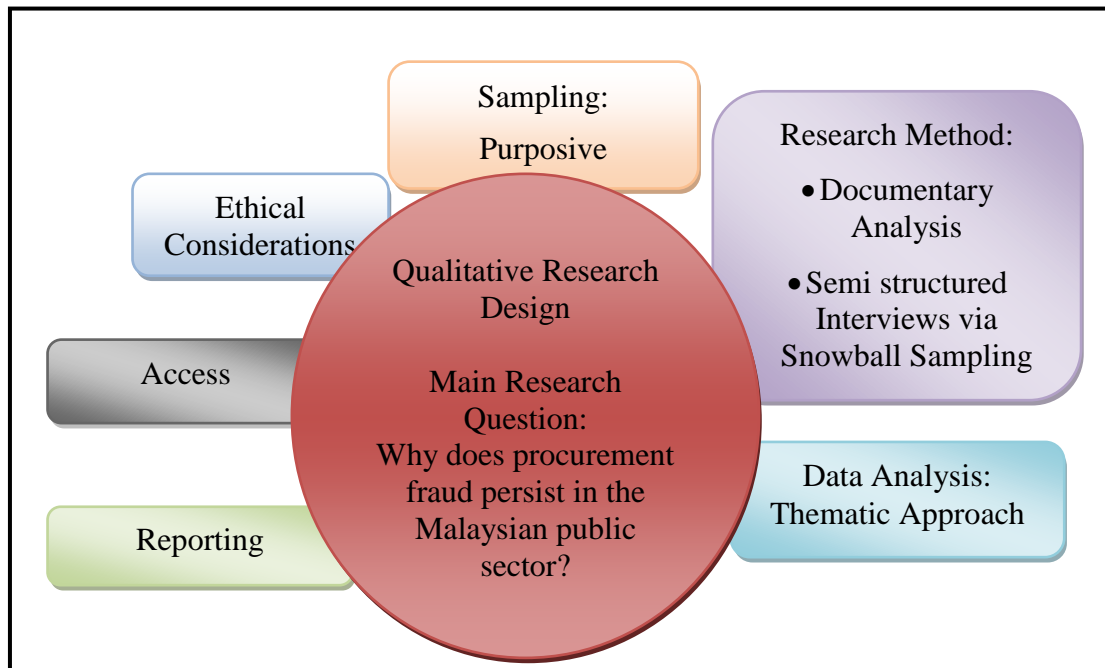 Sampling:
Purposive
Research Method:
• Documentary
Analysis
• Semi structured
Interviews via
Snowball Sampling
Ethical
Considerations
Qualitative Research
Design
Main Research
Question:
Why does procurement
fraud persist in the
Malaysian public
sector?
Access
Data Analysis:
Thematic Approach
Reporting